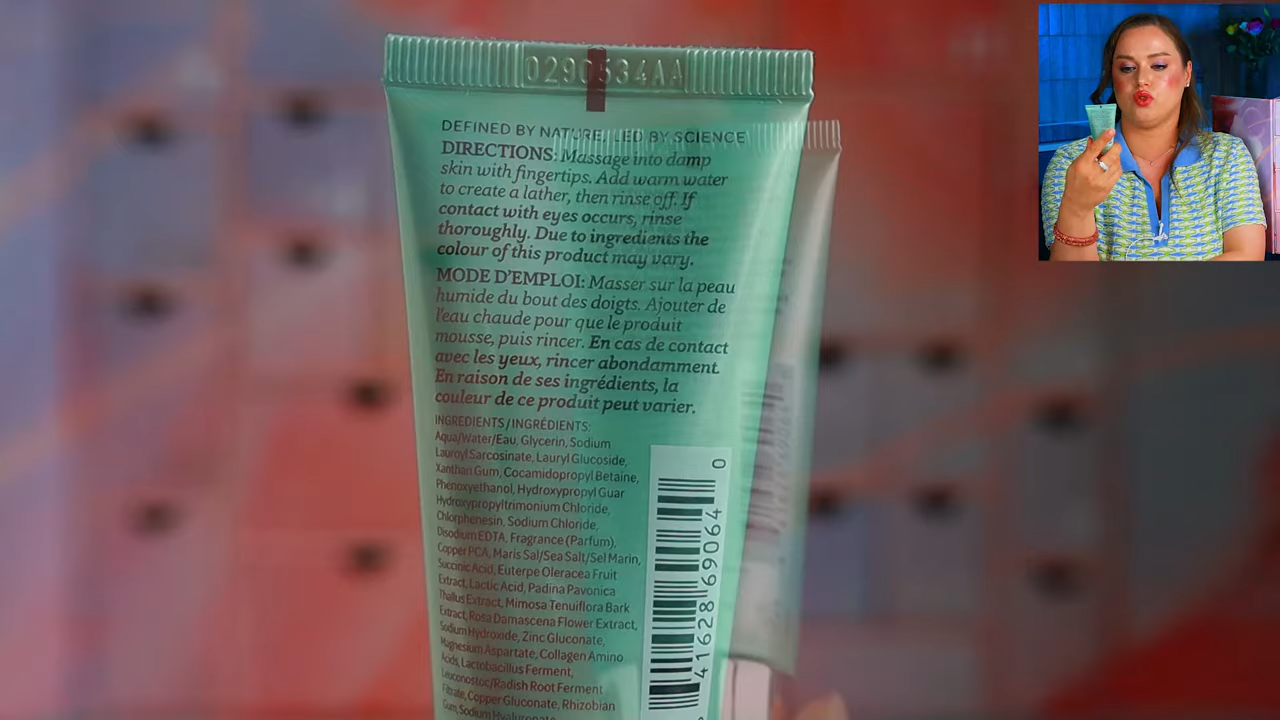 0290534AA
DEFINED BY NATURE, LED BY SCIENCE
DIRECTIONS: Massage into damp
skin with fingertips. Add warm water
to create a lather, then rinse off. If
contact with eyes occurs, rinse
thoroughly. Due to ingredients the
colour of this product may vary.
MODE D'EMPLOI: Masser sur la peau
humide du bout des doigts. Ajouter de
l'eau chaude pour que le produit
mousse, puis rincer. En cas de contact
avec les yeux, rincer abondamment.
En raison de ses ingrédients, la
couleur de ce produit peut varier.
INGREDIENTS/INGRÉDIENTS:
Aqua/Water/Eau, Glycerin, Sodium
Lauroyl Sarcosinate, Lauryl Glucoside,
Xanthan Gum, Cocamidopropyl Betaine,
Phenoxyethanol, Hydroxypropyl Guar
Hydroxypropyltrimonium Chloride,
Chlorphenesin, Sodium Chloride,
Disodium EDTA, Fragrance (Parfum),
Copper PCA, Maris Sal/Sea Salt/Sel Marin,
Succinic Acid, Euterpe Oleracea Fruit
Extract, Lactic Acid, Padina Pavonica
Thallus Extract, Mimosa Tenuiflora Bark
Extract, Rosa Damascena Flower Extract,
Sodium Hydroxide, Zinc Gluconate,
Magnesium Aspartate, Collagen Amino
Acids, Lactobacillus Ferment,
Leuconostoc/Radish Root Ferment
Filtrate, Copper Gluconate, Rhizobian
Gum, Sodium Hyaluronate
41628 69064 0